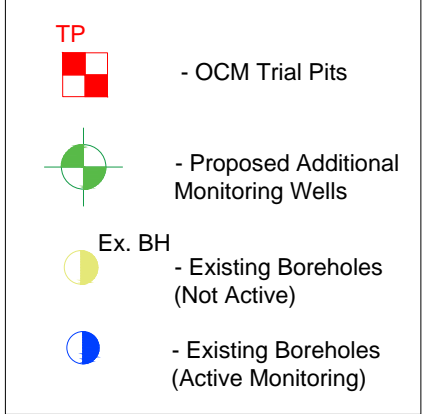 TP
- OCM Trial Pits
- Proposed Additional
Monitoring Wells
Ex. BH
- Existing Boreholes
(Not Active)
- Existing Boreholes
(Active Monitoring)